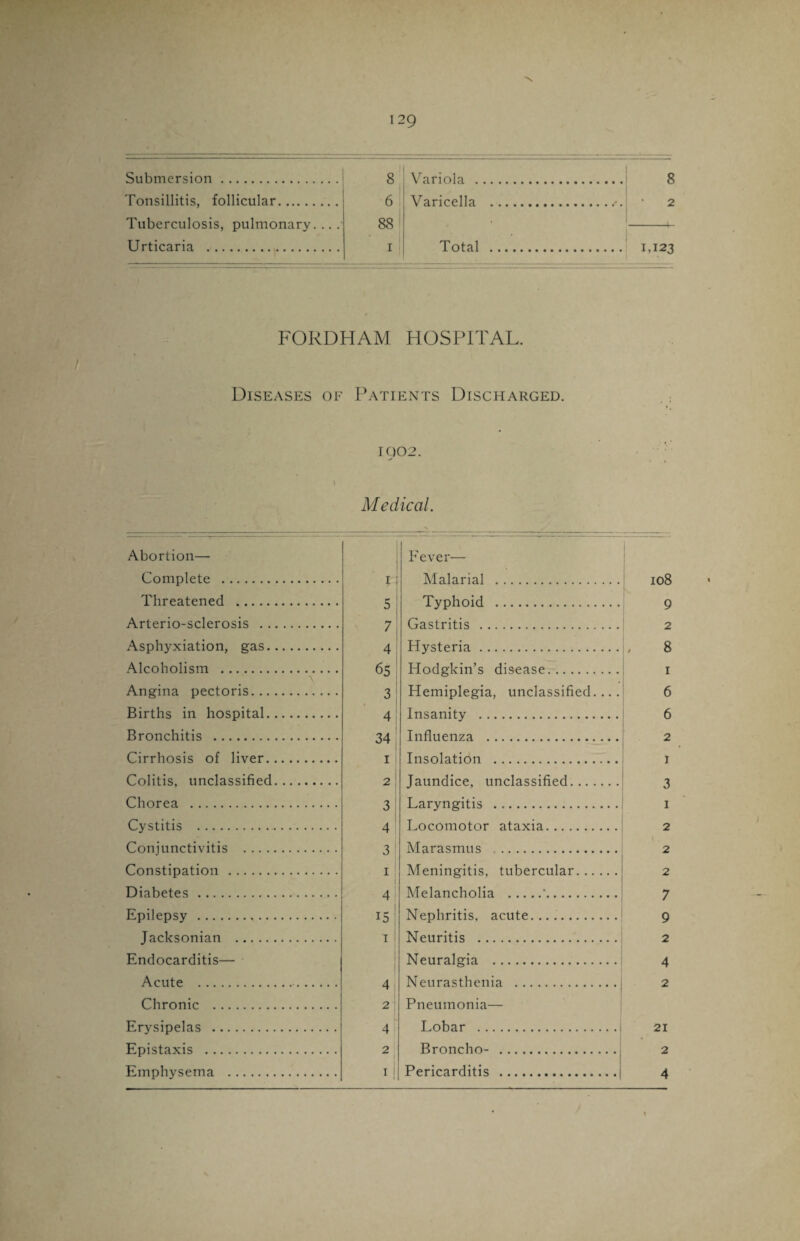 129
Submersion .................. 8
Tonsillitis, follicular.......... 6
Tuberculosis, pulmonary.... 88
Urticaria .................... 1
Variola ...................... 8
Varicella .................... 2
Total .................... 1,123
FORDHAM HOSPITAL.
Diseases of Patients Discharged.
1902.
Medical.
Abortion—
Complete .................. 1
Threatened ................ 5
Arterio-sclerosis ............. 7
Asphyxiation, gas........... 4
Alcoholism .................. 65
Angina pectoris............. 3
Births in hospital........... 4
Bronchitis ................... 34
Cirrhosis of liver........... 1
Colitis, unclassified.......... 2
Chorea ...................... 3
Cystitis ..................... 4
Conjunctivitis ............... 3
Constipation ................. 1
Diabetes ..................... 4
Epilepsy ..................... 15
Jacksonian ................ 1
Endocarditis—
Acute ..................... 4
Chronic ................... 2
Erysipelas ................... 4
Epistaxis .................... 2
Emphysema ................. 1
Fever—
Malarial ................... 108
Typhoid ................... 9
Gastritis ..................... 2
Hysteria ..................... 8
Hodgkin's disease........... 1
Hemiplegia, unclassified.... 6
Insanity ..................... 6
Influenza .................... 2
Insolation ................... 1
Jaundice, unclassified....... 3
Laryngitis ................... 1
Locomotor ataxia........... 2
Marasmus ................... 2
Meningitis, tubercular...... 2
Melancholia ................. 7
Nephritis, acute............. 9
Neuritis ..................... 2
Neuralgia ................... 4
Neurasthenia ................ 2
Pneumonia—
Lobar ..................... 21
Broncho- .................. 2
Pericarditis .................. 4